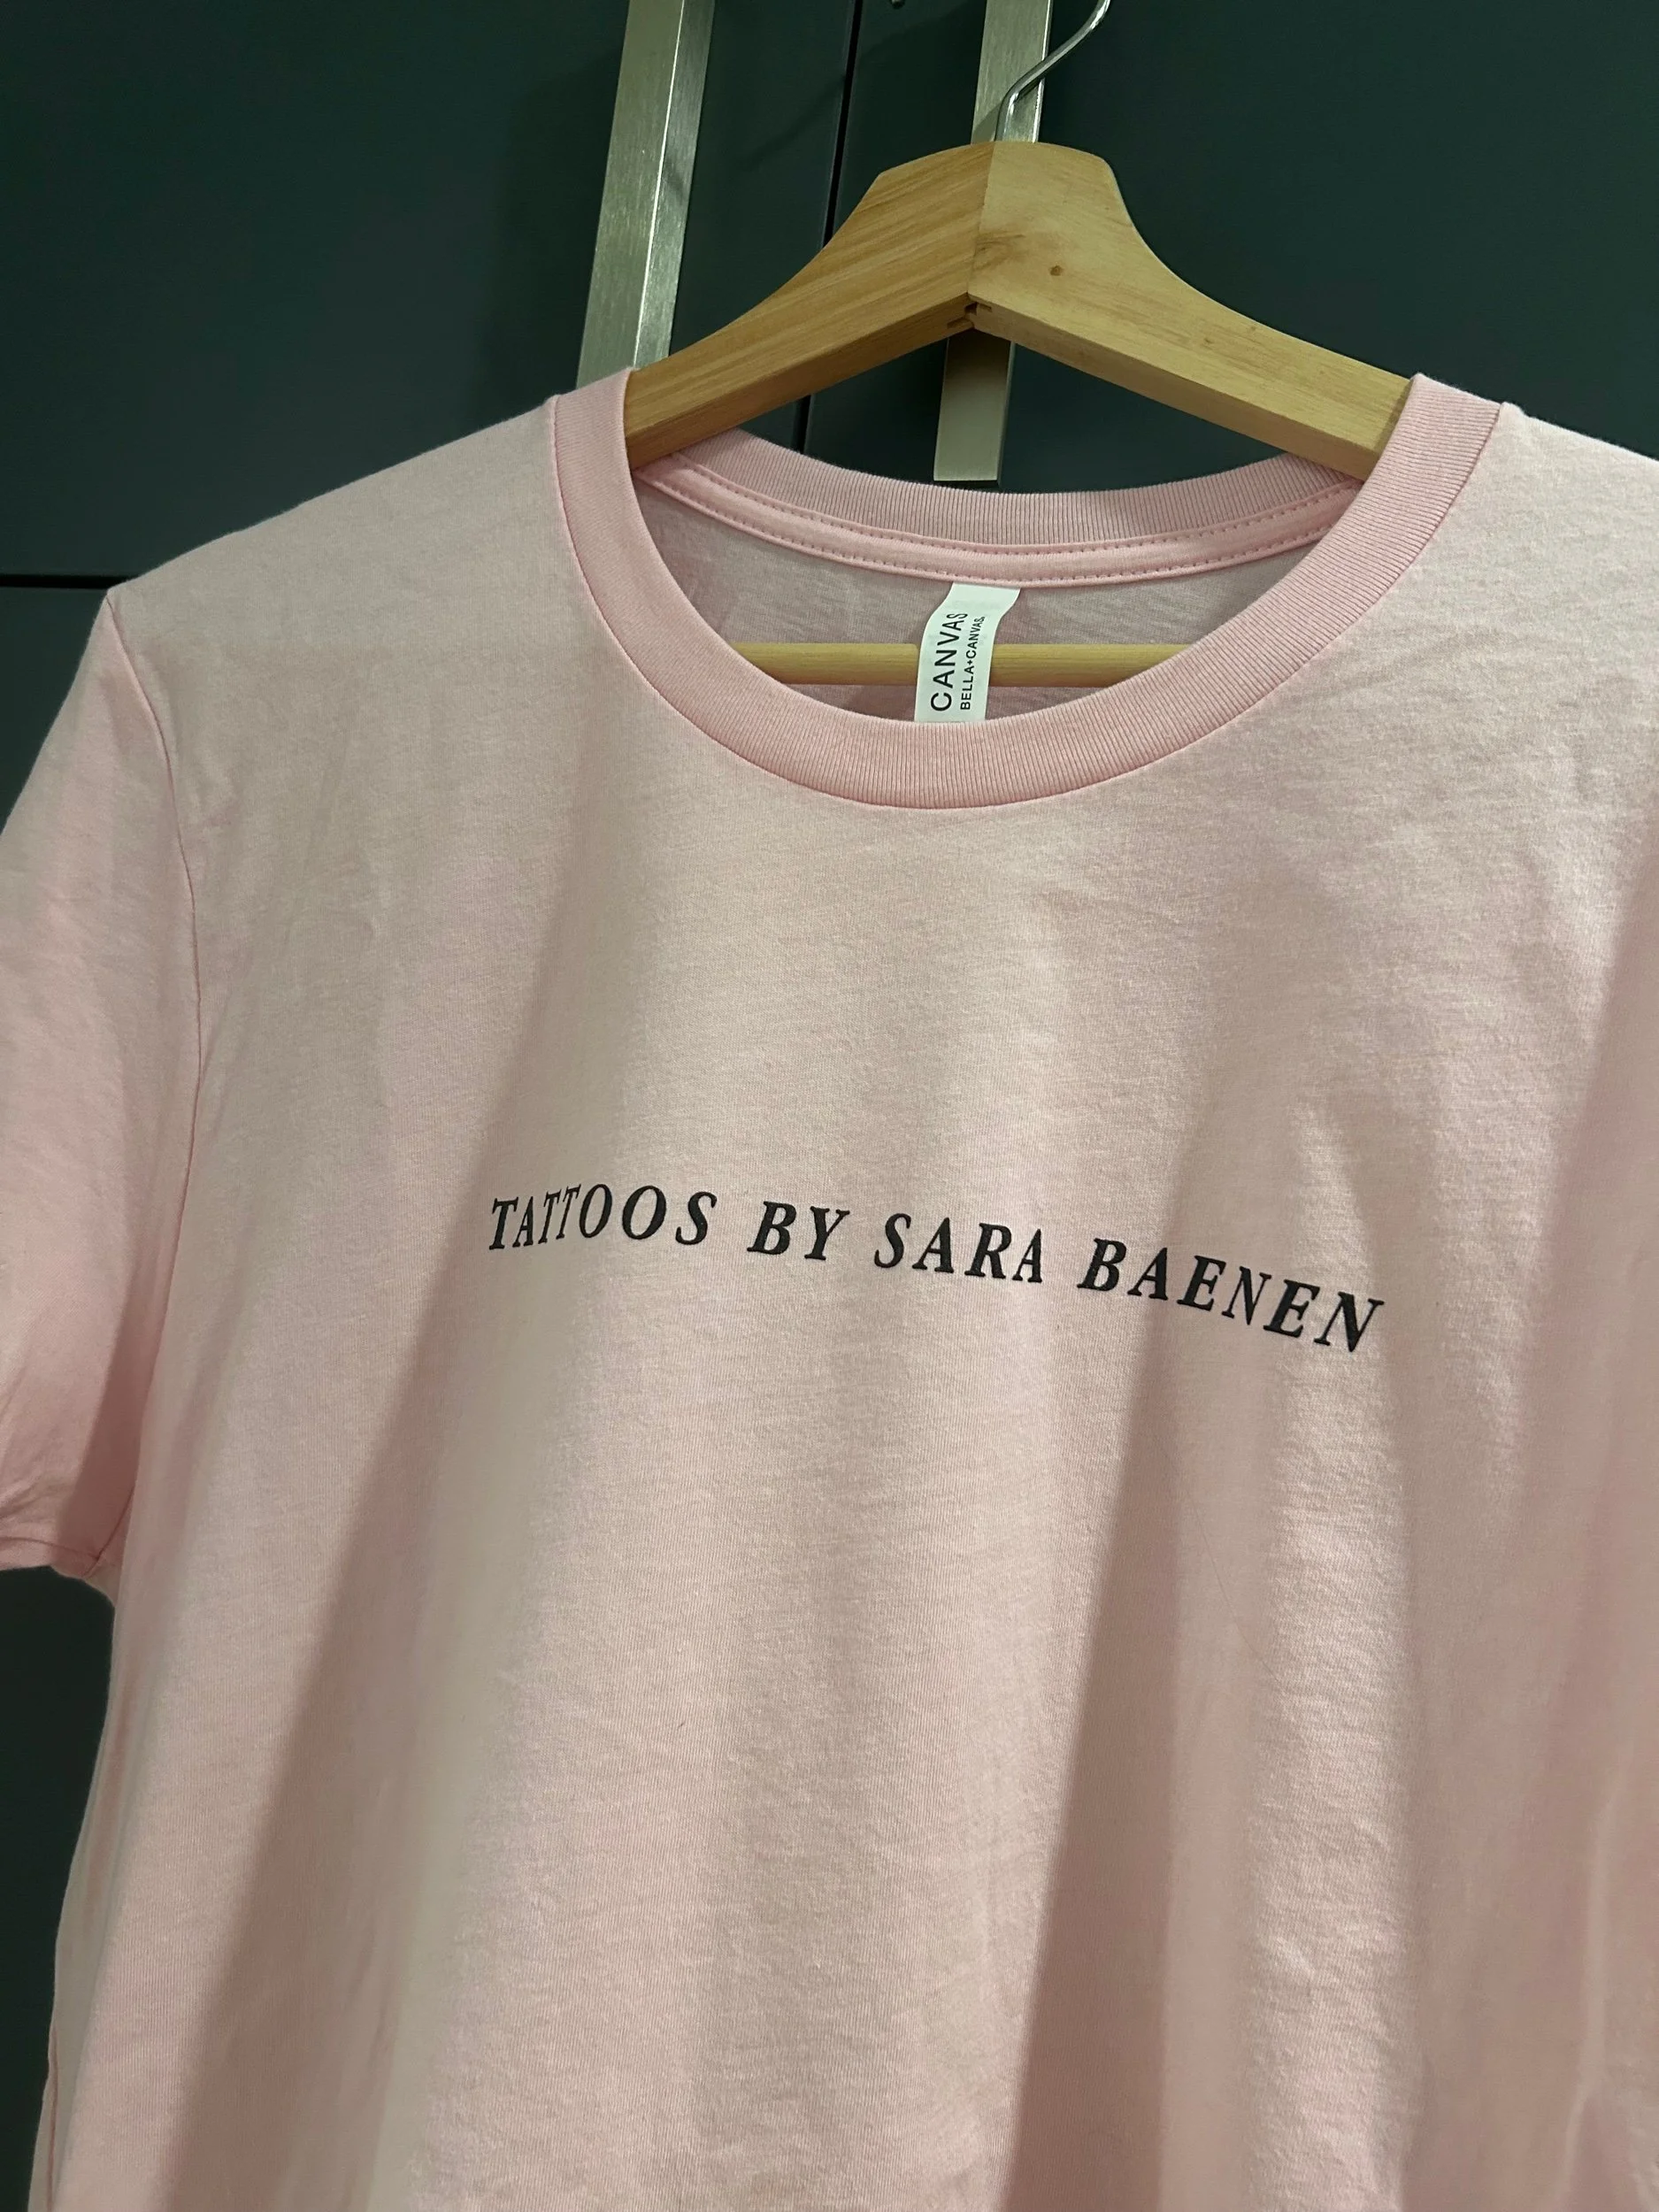 CANVAS
BELLA+CANVAS®
TATTOOS BY SARA BAENEN